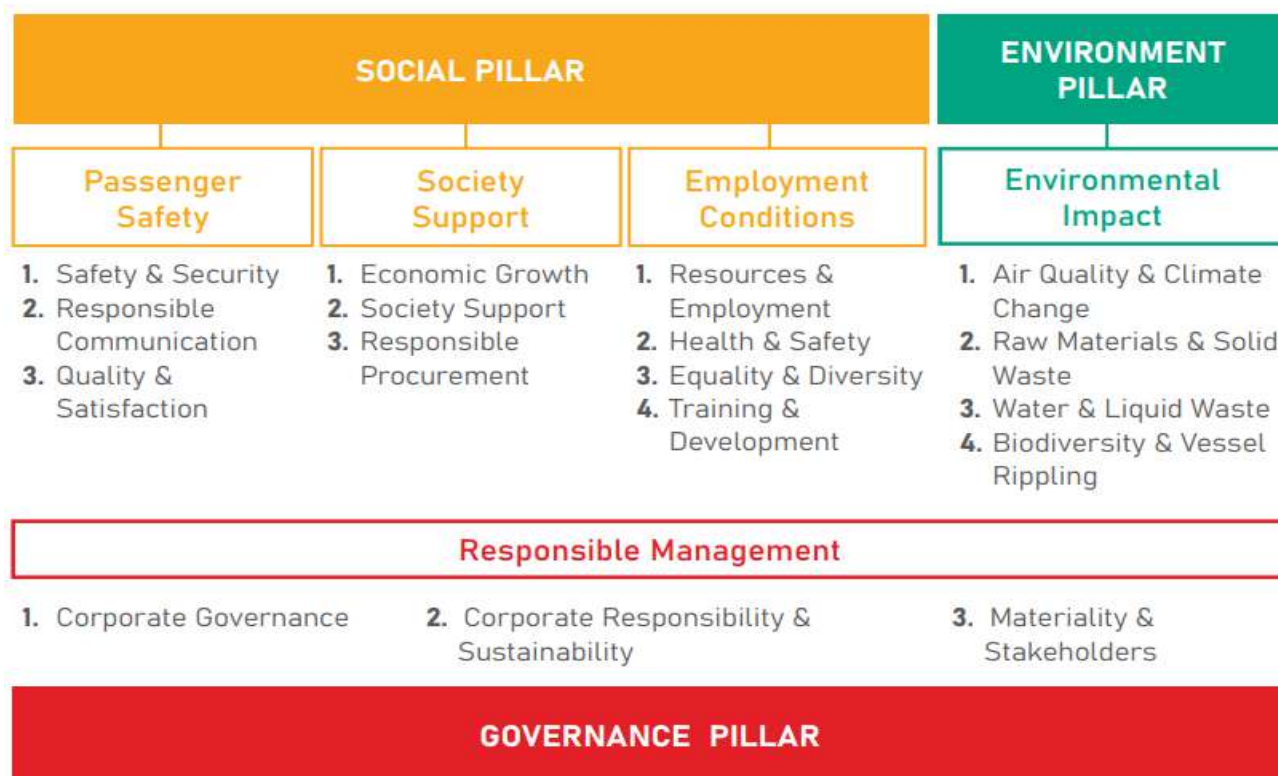 SOCIAL PILLAR
ENVIRONMENT
PILLAR
Passenger
Safety
1. Safety & Security
2. Responsible
Communication
3. Quality &
Satisfaction
Society
Support
1. Economic Growth
2. Society Support
3. Responsible
Procurement
Employment
Conditions
1. Resources &
Employment
2. Health & Safety
3. Equality & Diversity
4. Training &
Development
Environmental
Impact
1. Air Quality & Climate
Change
2. Raw Materials & Solid
Waste
3. Water & Liquid Waste
4. Biodiversity & Vessel
Rippling
Responsible Management
1. Corporate Governance
2. Corporate Responsibility &
Sustainability
3. Materiality &
Stakeholders
GOVERNANCE PILLAR